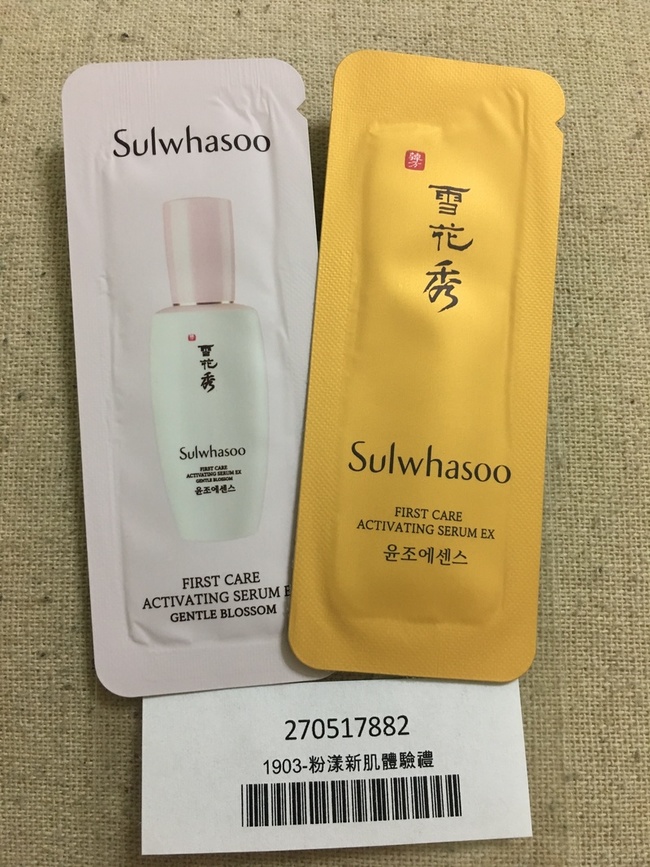 Sulwhasoo
雪
花
秀
Sulwhasoo
FIRST CARE
ACTIVATING SERUM EX
GENTLE BLOSSOM
윤조에센스
FIRST CARE
ACTIVATING SERUM E
GENTLE BLOSSOM
雪
花
秀
Sulwhasoo
FIRST CARE
ACTIVATING SERUM EX
윤조에센스
270517882
1903-粉漾新肌體驗禮